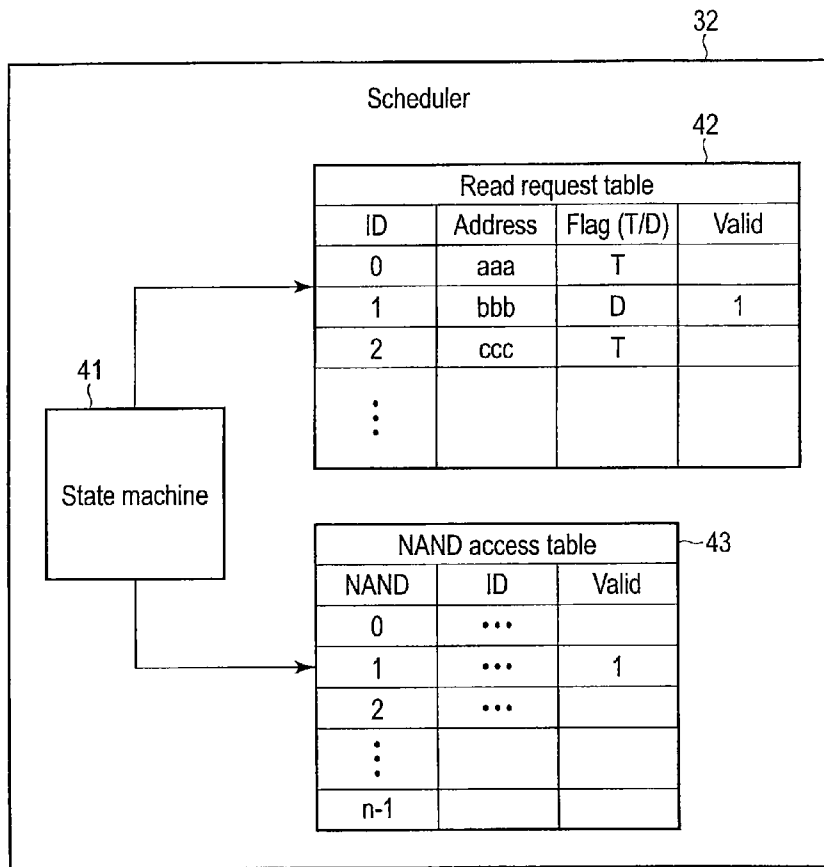 32
Scheduler
42
Read request table
ID Address Flag (T/D) Valid
0 aaa T
1 bbb D 1
2 ccc T
⋮
41
State machine
NAND access table
43
NAND ID Valid
0 •••
1 ••• 1
2 •••
⋮
n-1